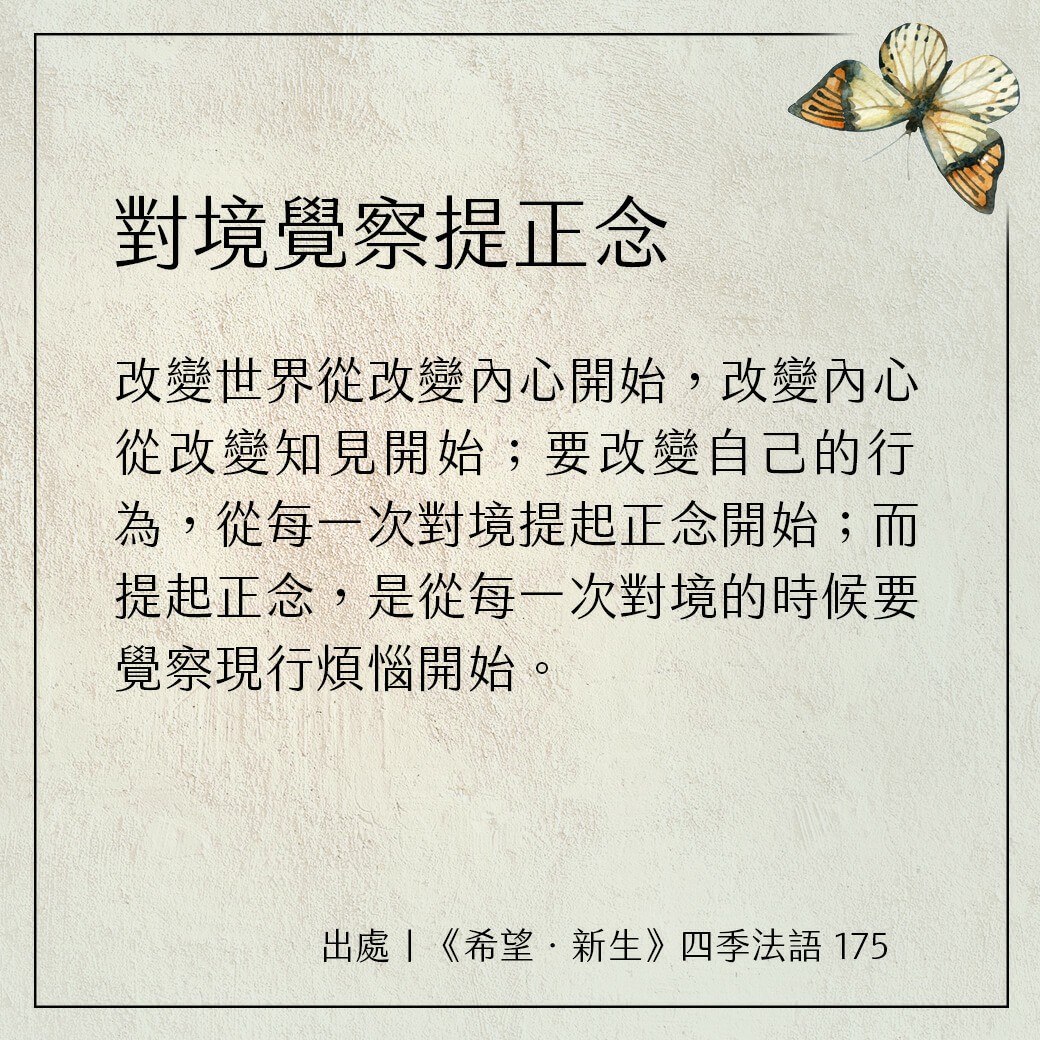 對境覺察提正念
改變世界從改變內心開始，改變內心
從改變知見開始；要改變自己的行
為，從每一次對境提起正念開始；而
提起正念，是從每一次對境的時候要
覺察現行煩惱開始。
出處｜《希望．新生》四季法語 175